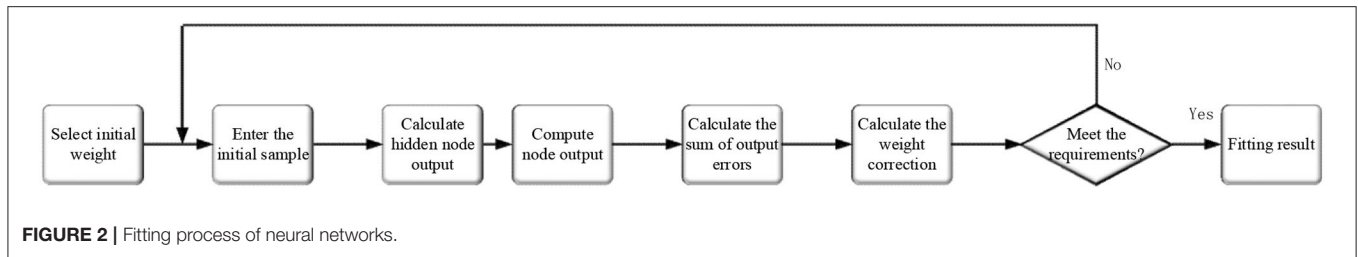 No
Select initial
weight
Enter the
initial sample
Calculate
hidden node
output
Compute
node output
Calculate the
sum of output
errors
Calculate the
weight
correction
Meet the
requirements?
Yes
Fitting result
FIGURE 2 | Fitting process of neural networks.